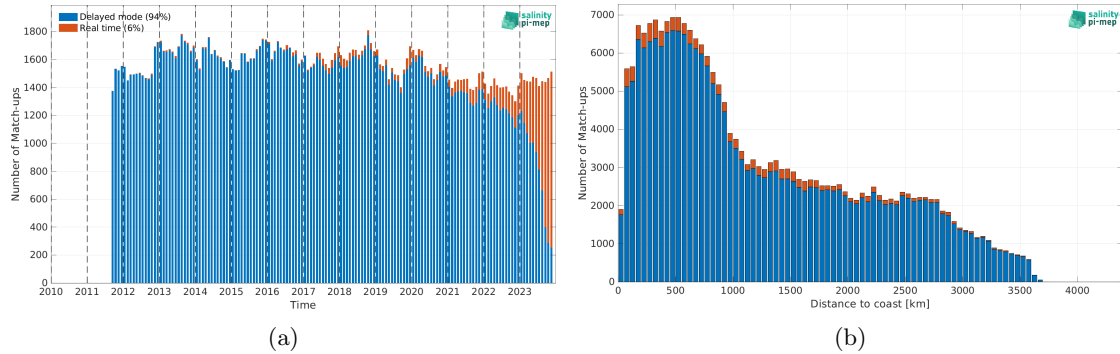 Delayed mode (94%)
Real time (6%)
salinity
pi-mep
Number of Match-ups
1800
1600
1400
1200
1000
800
600
400
200
0
2010 2011 2012 2013 2014 2015 2016 2017 2018 2019 2020 2021 2022 2023
Time
(a)
salinity
pi-mep
Number of Match-ups
7000
6000
5000
4000
3000
2000
1000
0
0 500 1000 1500 2000 2500 3000 3500 4000
Distance to coast [km]
(b)